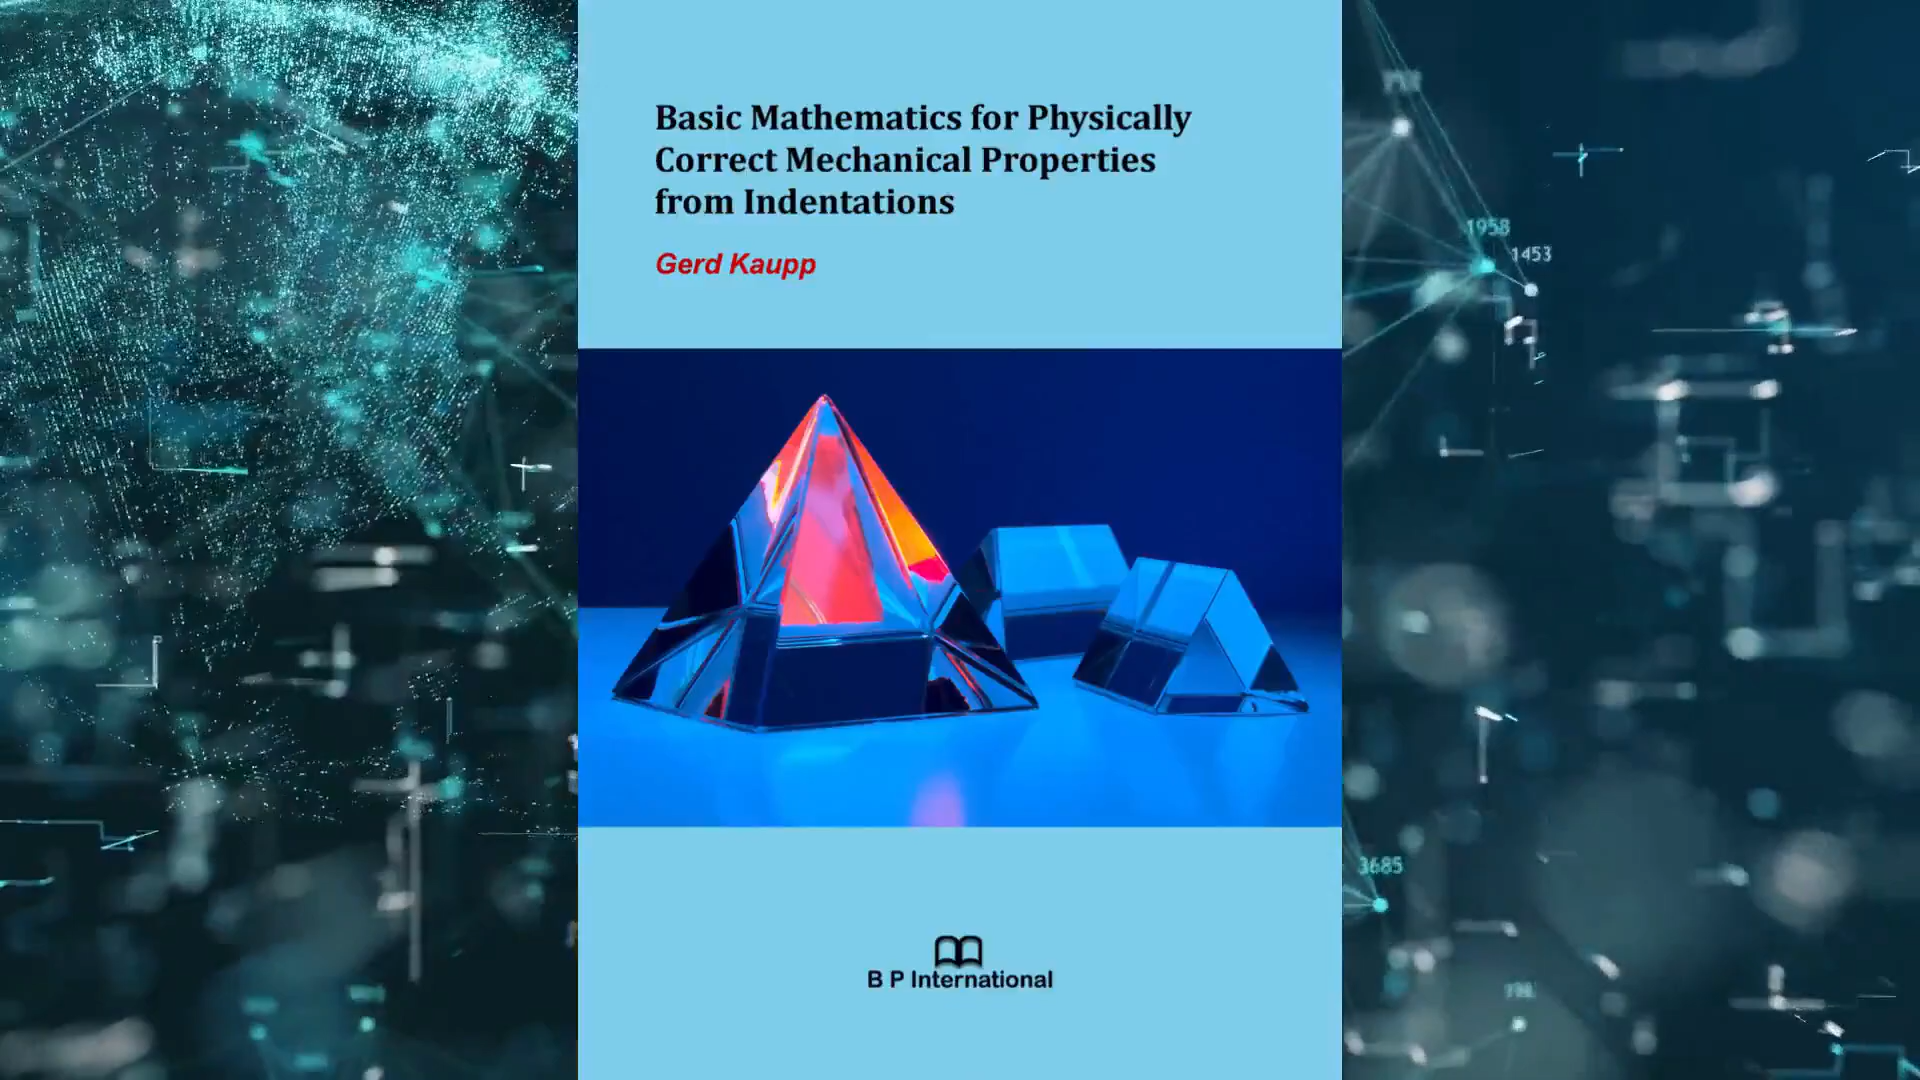 Basic Mathematics for Physically
Correct Mechanical Properties
from Indentations
Gerd Kaupp
1958
1453
3685
B P International